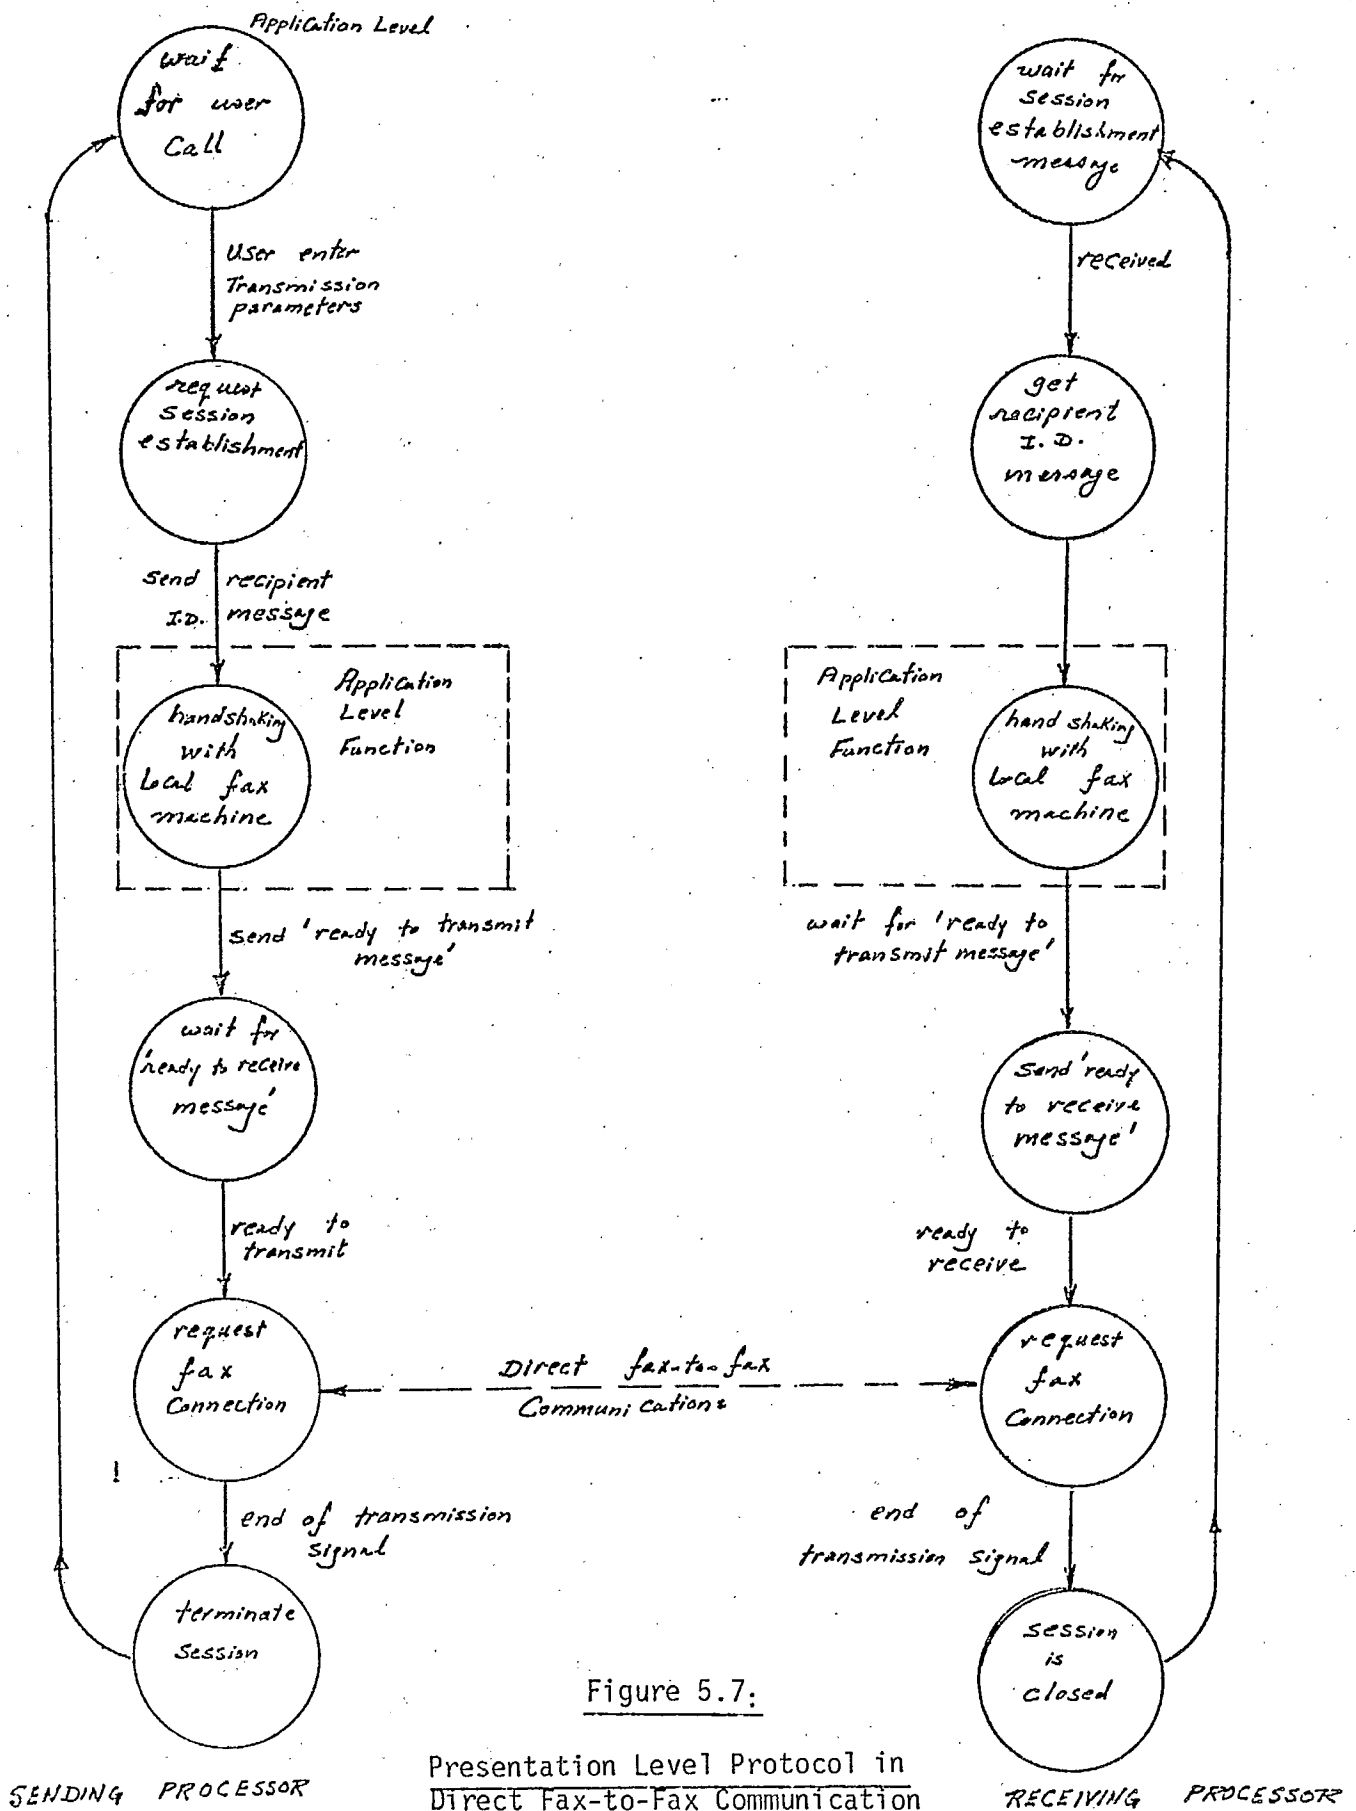 Application Level
wait
for user
Call
User enter
Transmission
parameters
request
Session
establishment
Send recipient
I.D. message
Application
Level
Function
handshaking
with
Local fax
machine
send 'ready to transmit
message'
wait for
'ready to receive
message'
ready to
transmit
request
fax
Connection
end of transmission
signal
terminate
Session
SENDING PROCESSOR
Direct fax-to-fax
Communications
wait for
session
establishment
message
received
get
recipient
I.D.
message
Application
Level
Function
hand shaking
with
Local fax
machine
wait for 'ready to
transmit message'
Send 'ready
to receive
message'
ready to
receive
request
fax
Connection
end of
transmission signal
session
is
closed
RECEIVING PROCESSOR
Figure 5.7:
Presentation Level Protocol in
Direct Fax-to-Fax Communication